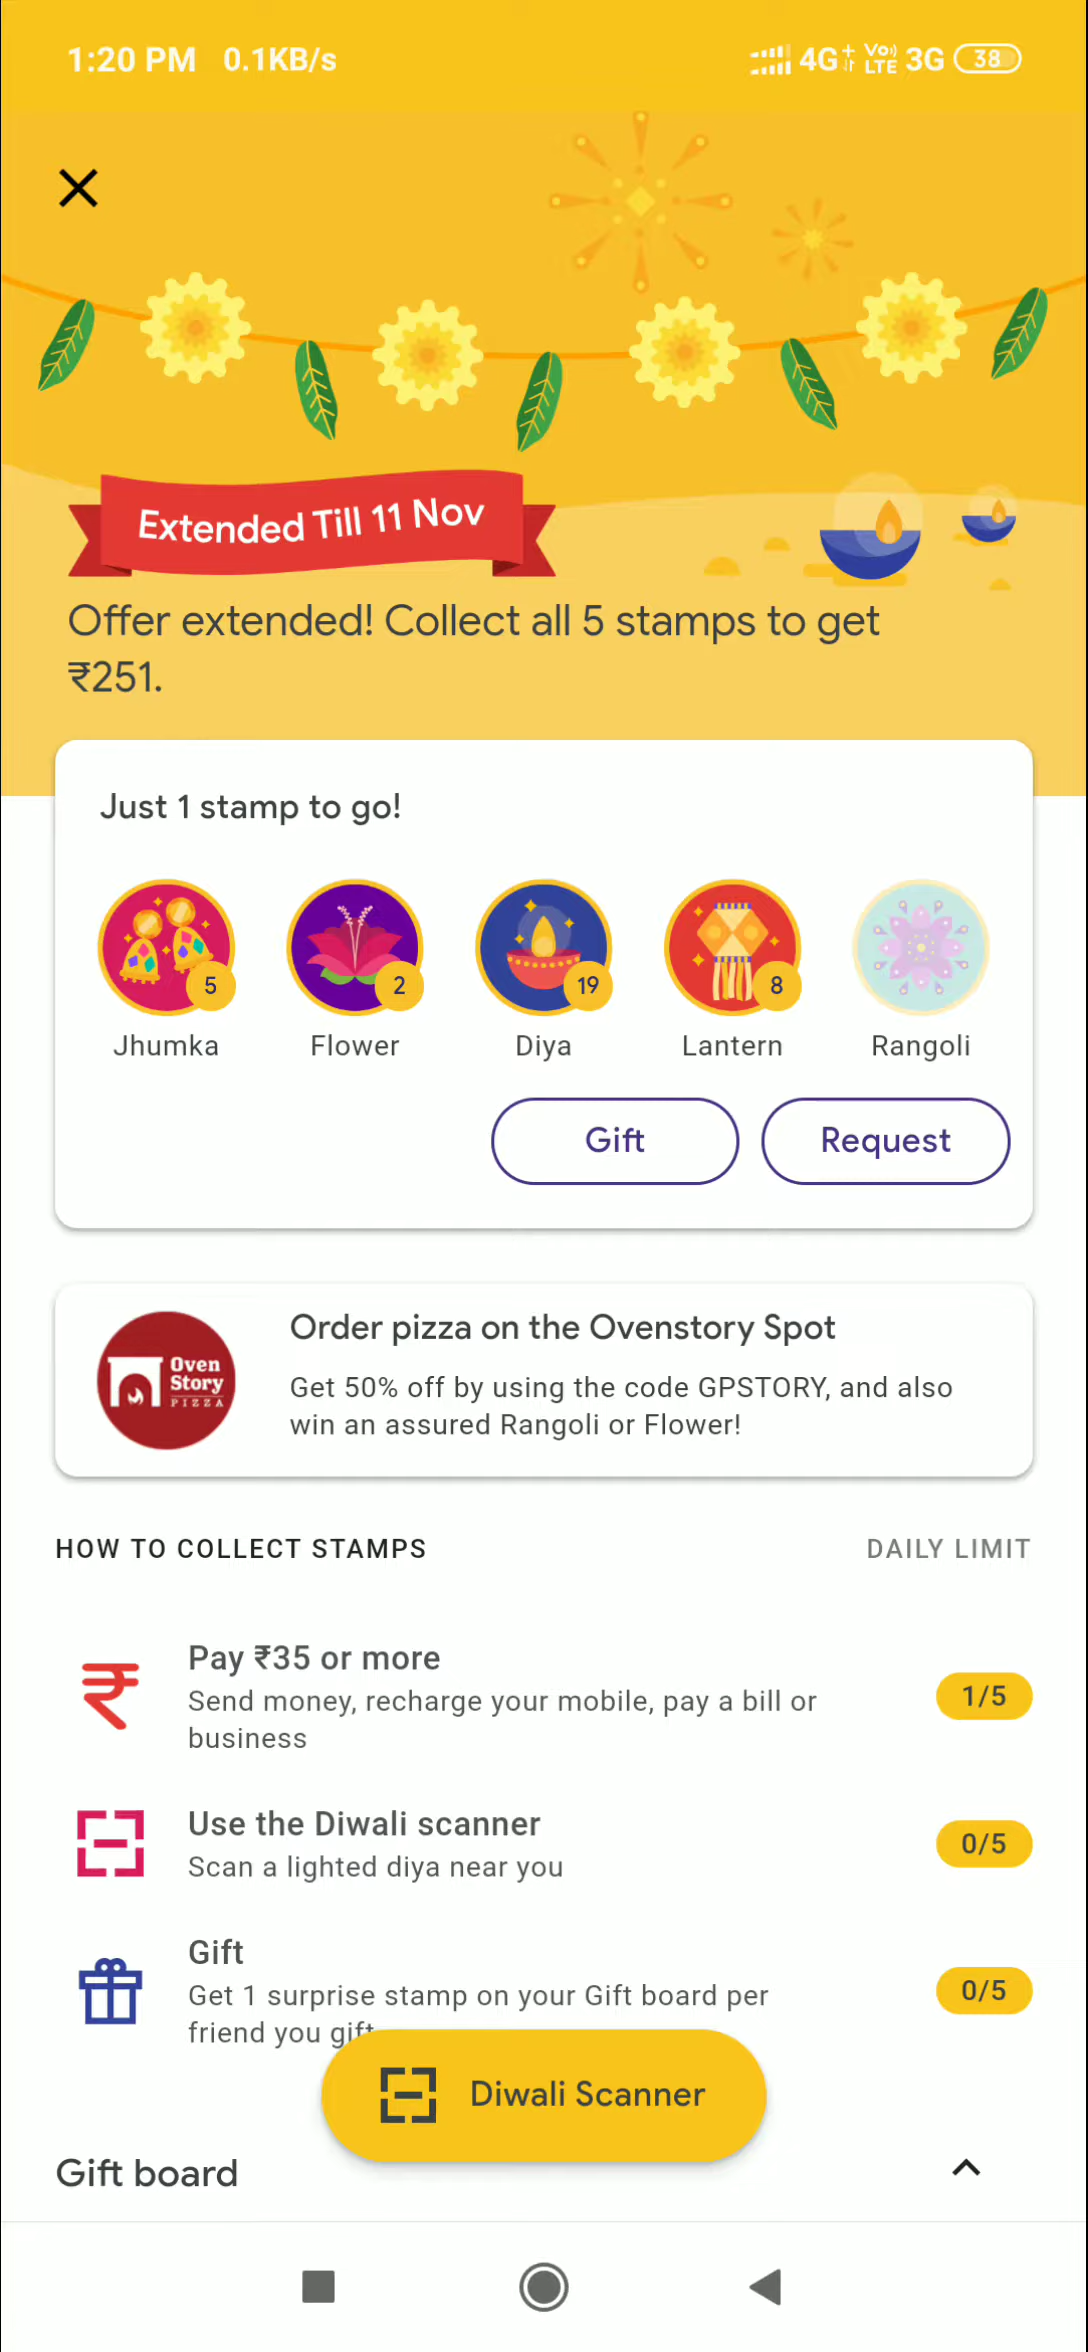 1:20 PM 0.1KB/s 4G+ Vo) LTE 3G 38
Extended Till 11 Nov
Offer extended! Collect all 5 stamps to get
₹251.
Just 1 stamp to go!
5 2 19 8
Jhumka Flower Diya Lantern Rangoli
Gift Request
Order pizza on the Ovenstory Spot
Oven
Story
PIZZA
Get 50% off by using the code GPSTORY, and also
win an assured Rangoli or Flower!
HOW TO COLLECT STAMPS DAILY LIMIT
Pay ₹35 or more
Send money, recharge your mobile, pay a bill or
business
1/5
Use the Diwali scanner
Scan a lighted diya near you
0/5
Gift
Get 1 surprise stamp on your Gift board per
friend you gift
0/5
Diwali Scanner
Gift board